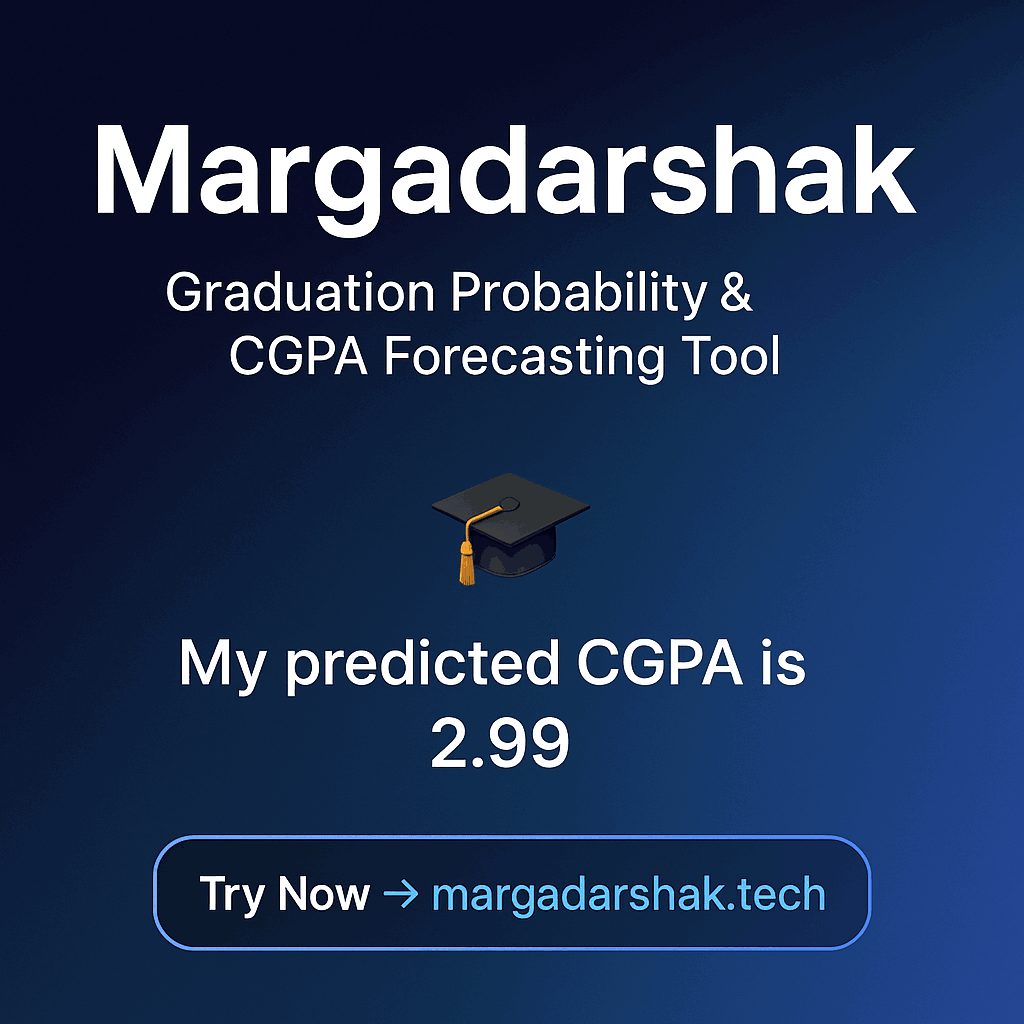 Margadarshak
Graduation Probability &
CGPA Forecasting Tool
My predicted CGPA is
2.99
Try Now → margadarshak.tech